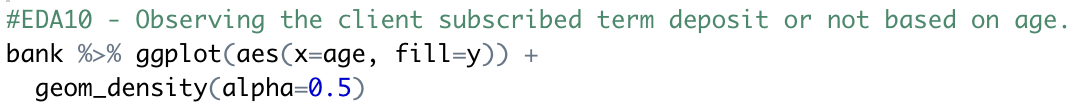 #EDA10 - Observing the client subscribed term deposit or not based on age.
bank %>% ggplot(aes(x=age, fill=y)) +
  geom_density(alpha=0.5)